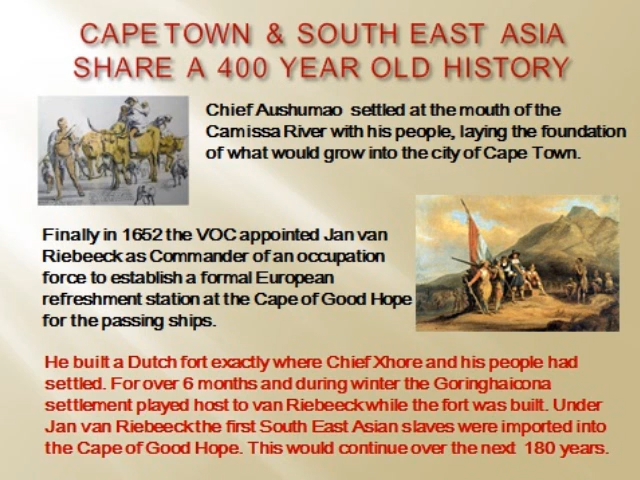 CAPE TOWN & SOUTH EAST ASIA
SHARE A 400 YEAR OLD HISTORY
Chief Aushumao settled at the mouth of the
Camissa River with his people, laying the foundation
of what would grow into the city of Cape Town.
Finally in 1652 the VOC appointed Jan van
Riebeeck as Commander of an occupation
force to establish a formal European
refreshment station at the Cape of Good Hope
for the passing ships.
He built a Dutch fort exactly where Chief Xhore and his people had
settled. For over 6 months and during winter the Goringhaicona
settlement played host to van Riebeeck while the fort was built. Under
Jan van Riebeeck the first South East Asian slaves were imported into
the Cape of Good Hope. This would continue over the next 180 years.